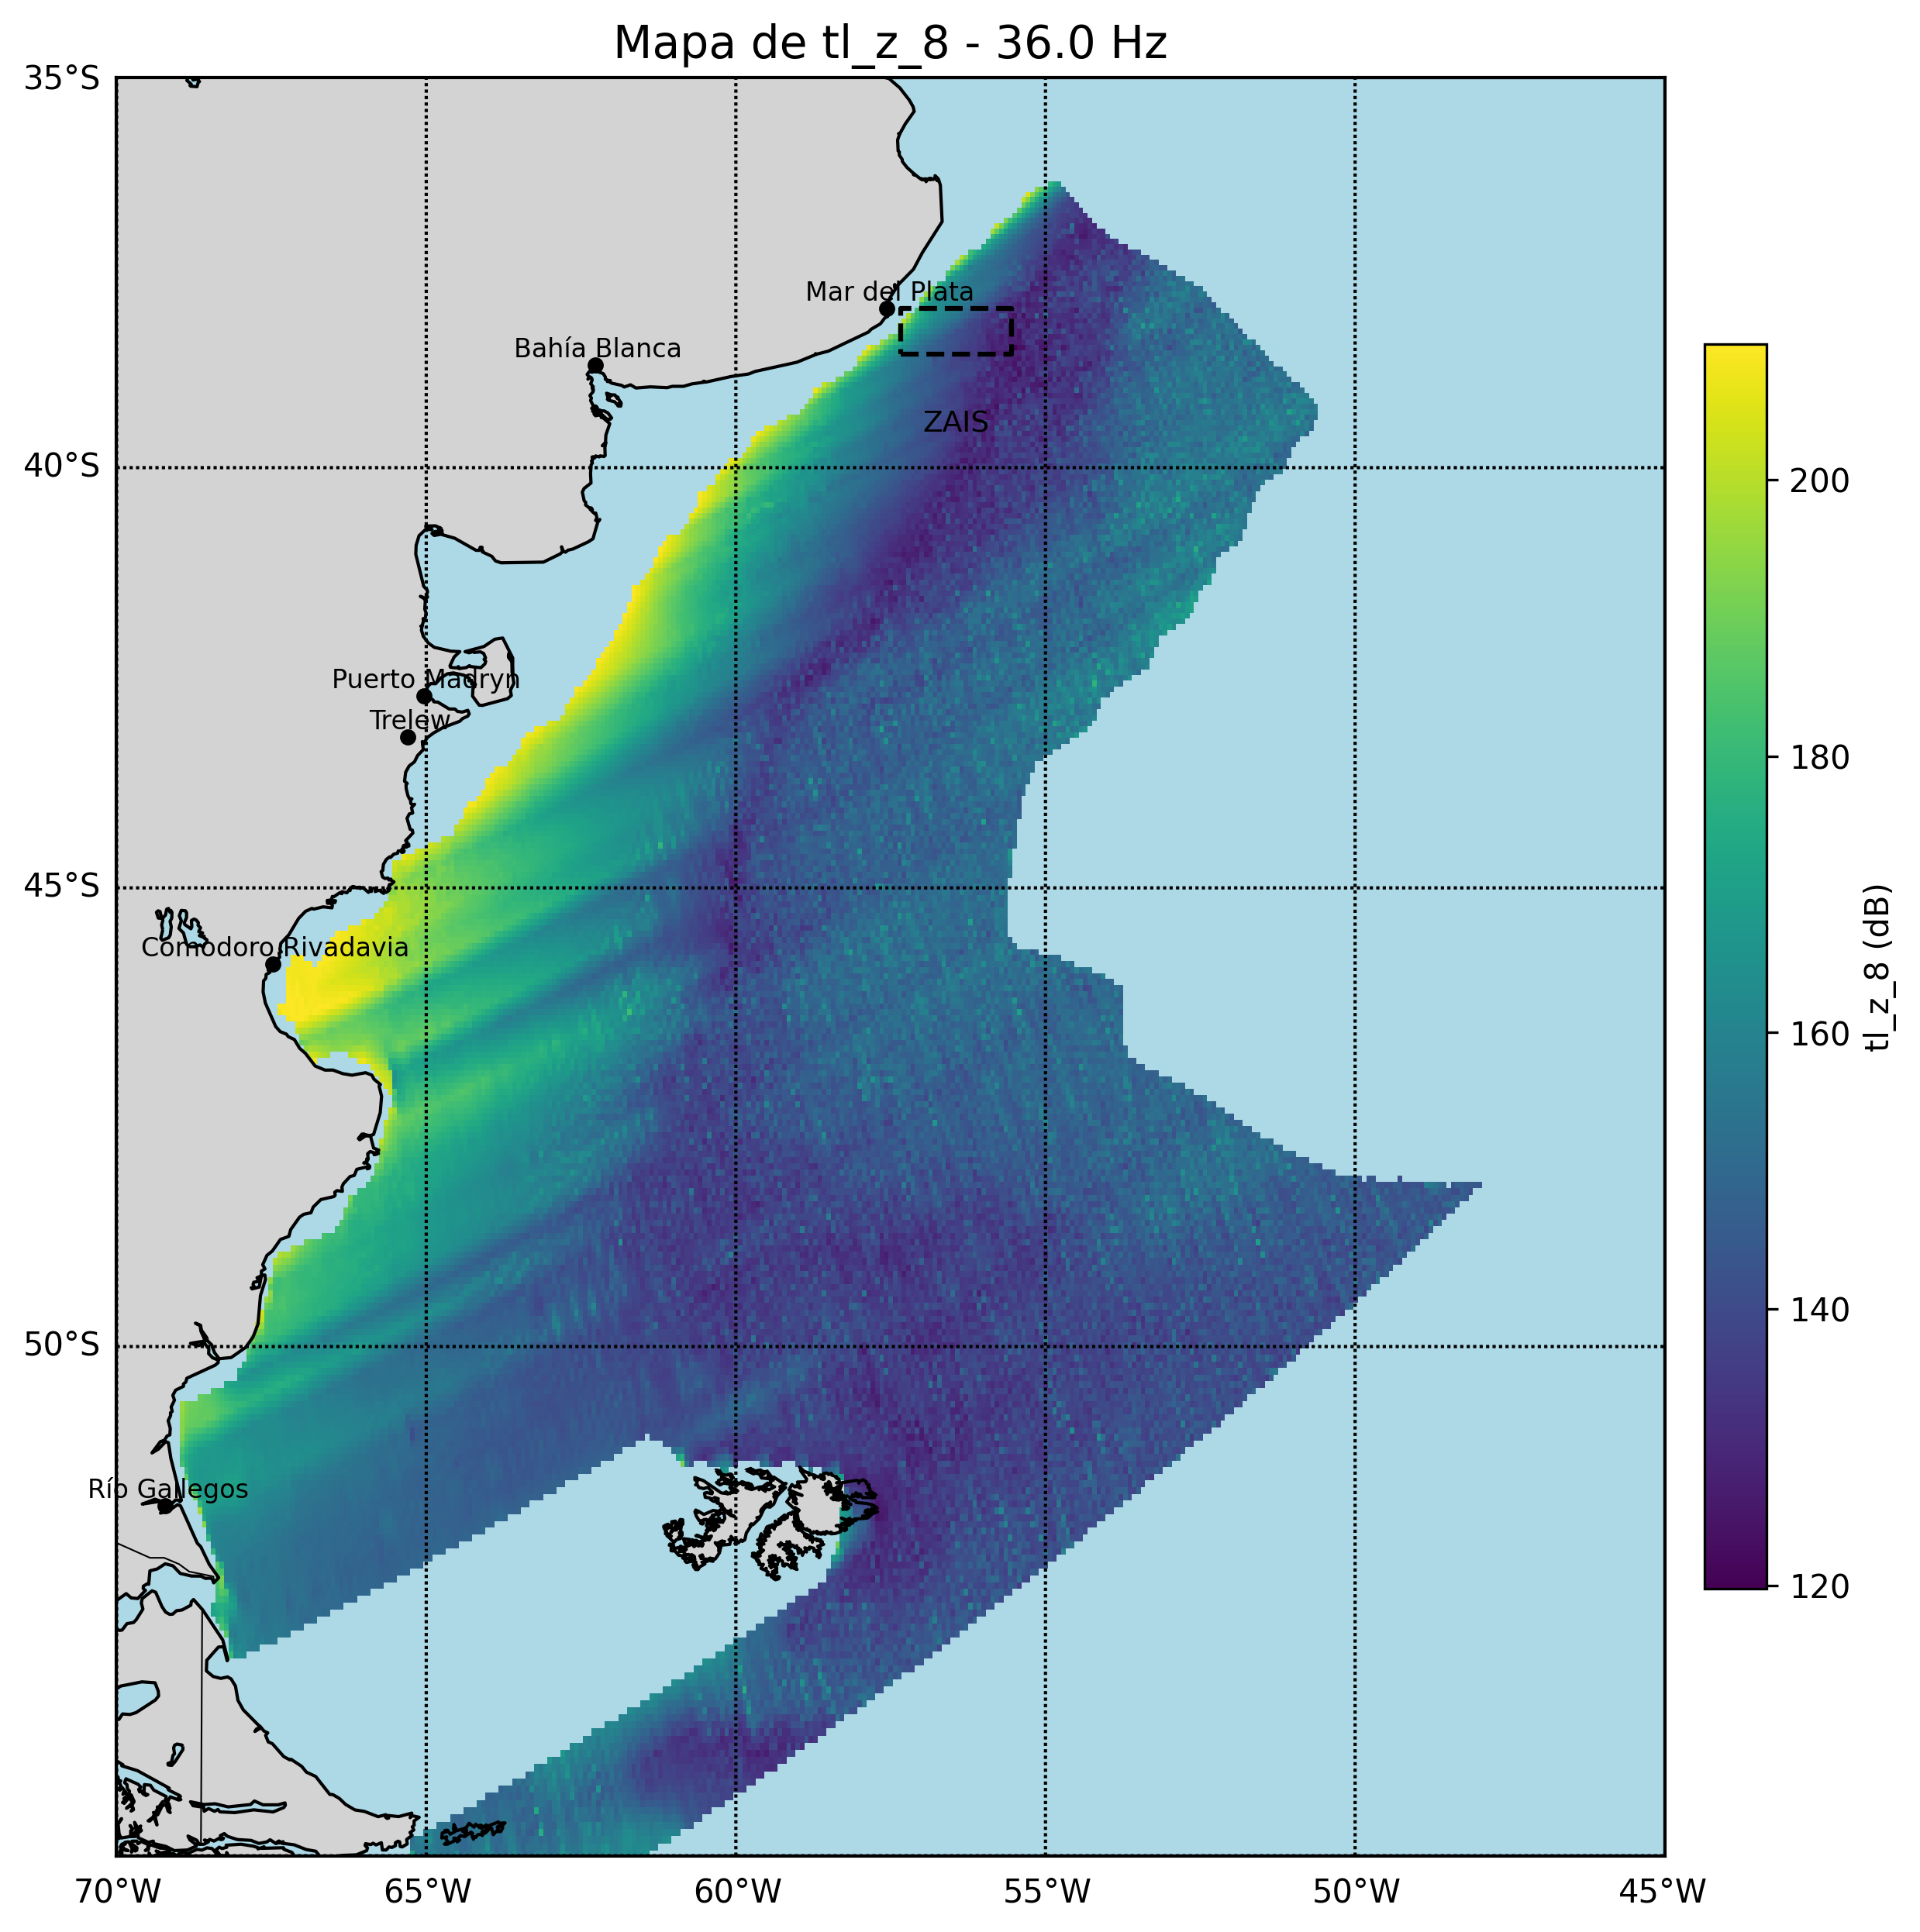 Mapa de tl_z_8 - 36.0 Hz
35°S
Mar del Plata
Bahía Blanca
ZAIS
40°S
200
Puerto Madryn
Trelew
180
45°S
tl_z_8 (dB)
Comodoro Rivadavia
160
140
50°S
Río Gallegos
120
70°W
65°W
60°W
55°W
50°W
45°W